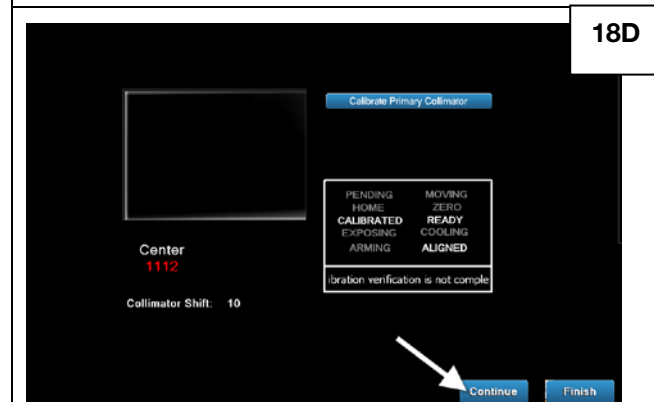 18D
Calibrate Primary Collimator
PENDING MOVING
HOME ZERO
CALIBRATED READY
EXPOSING COOLING
ARMING ALIGNED
ibration verification is not comple
Center
1112
Collimator Shift: 10
Continue Finish